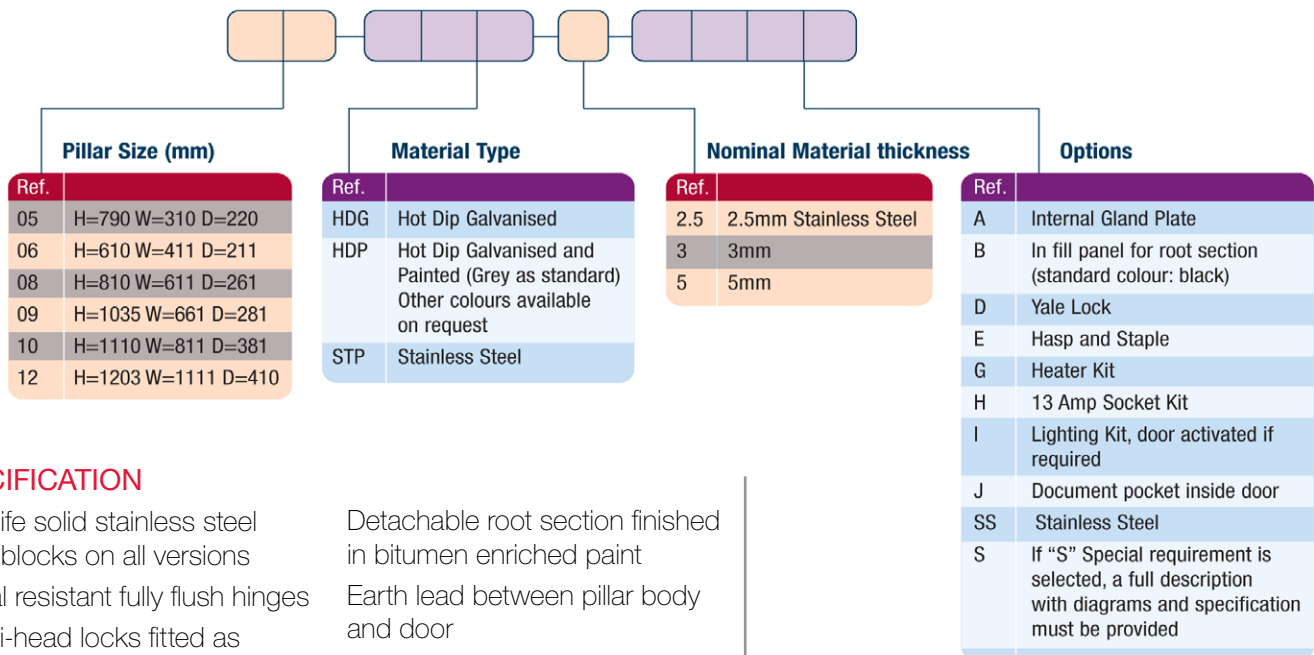 Pillar Size (mm)
Ref.
05 H=790 W=310 D=220
06 H=610 W=411 D=211
08 H=810 W=611 D=261
09 H=1035 W=661 D=281
10 H=1110 W=811 D=381
12 H=1203 W=1111 D=410
Material Type
Ref.
HDG Hot Dip Galvanised
HDP Hot Dip Galvanised and
Painted (Grey as standard)
Other colours available
on request
STP Stainless Steel
Nominal Material thickness
Ref.
2.5 2.5mm Stainless Steel
3 3mm
5 5mm
Options
Ref.
A Internal Gland Plate
B In fill panel for root section
(standard colour: black)
D Yale Lock
E Hasp and Staple
G Heater Kit
H 13 Amp Socket Kit
I Lighting Kit, door activated if
required
J Document pocket inside door
SS Stainless Steel
S If "S" Special requirement is
selected, a full description
with diagrams and specification
must be provided
CIFICATION
ife solid stainless steel
blocks on all versions
al resistant fully flush hinges
i-head locks fitted as
Detachable root section finished
in bitumen enriched paint
Earth lead between pillar body
and door